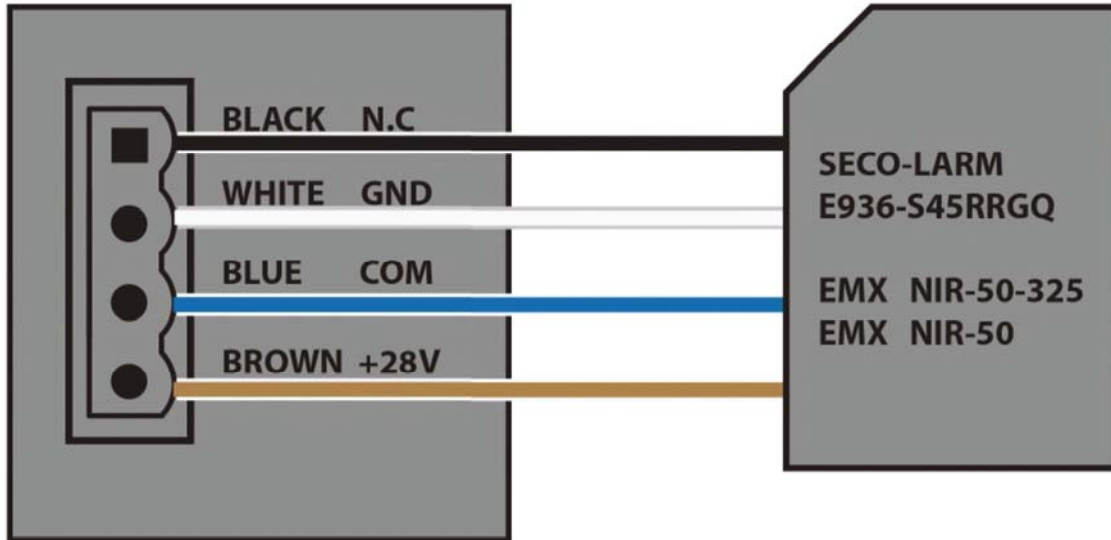 BLACK N.C
WHITE GND
BLUE COM
BROWN +28V
SECO-LARM
E936-S45RRGQ
EMX NIR-50-325
EMX NIR-50